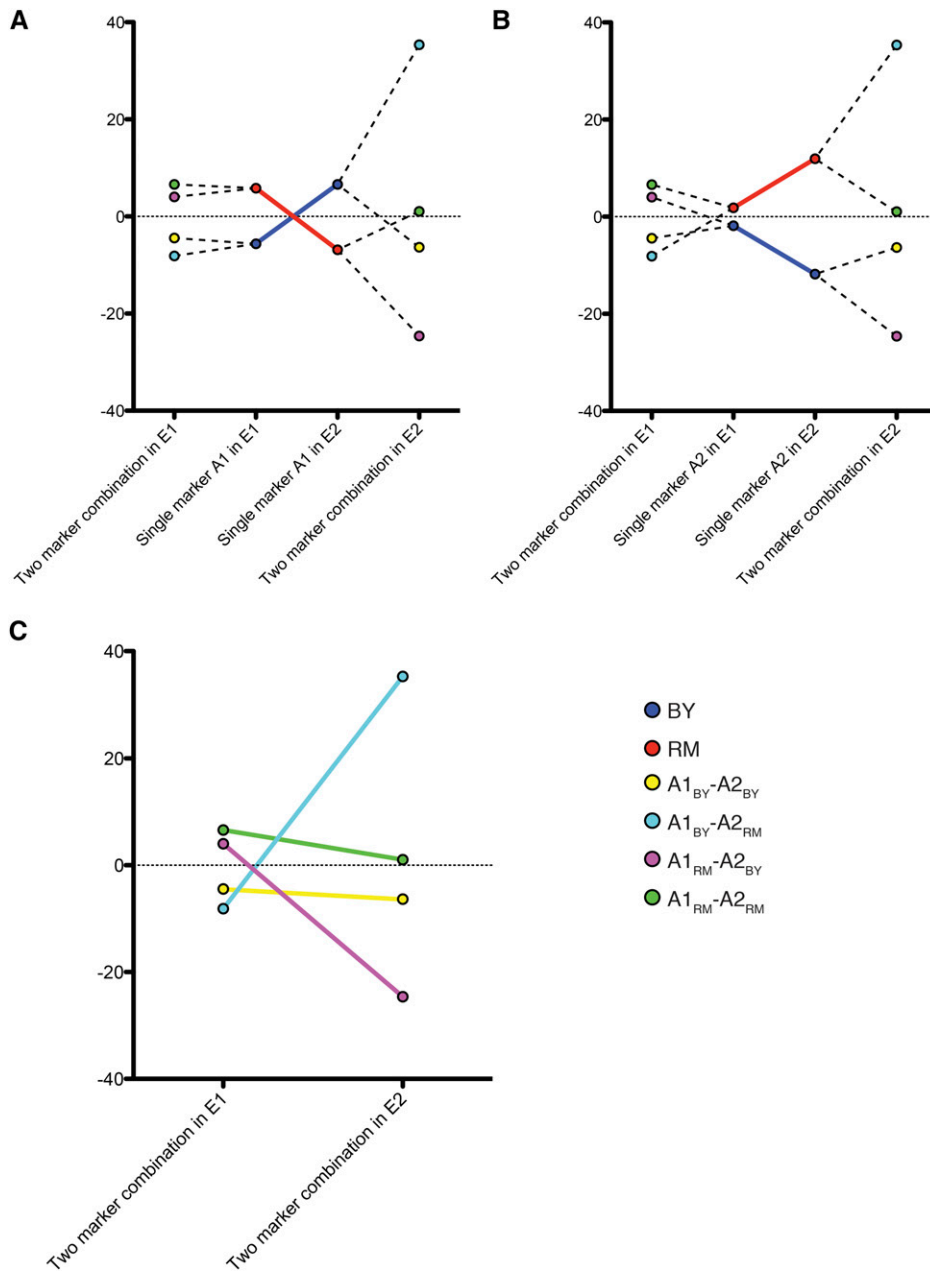 A
40
20
0
-20
-40
Two marker combination in E1
Single marker A1 in E1
Single marker A1 in E2
Two marker combination in E2
B
40
20
0
-20
-40
Two marker combination in E1
Single marker A2 in E1
Single marker A2 in E2
Two marker combination in E2
C
40
20
0
-20
-40
Two marker combination in E1
Two marker combination in E2
BY
RM
A1BY-A2BY
A1BY-A2RM
A1RM-A2BY
A1RM-A2RM